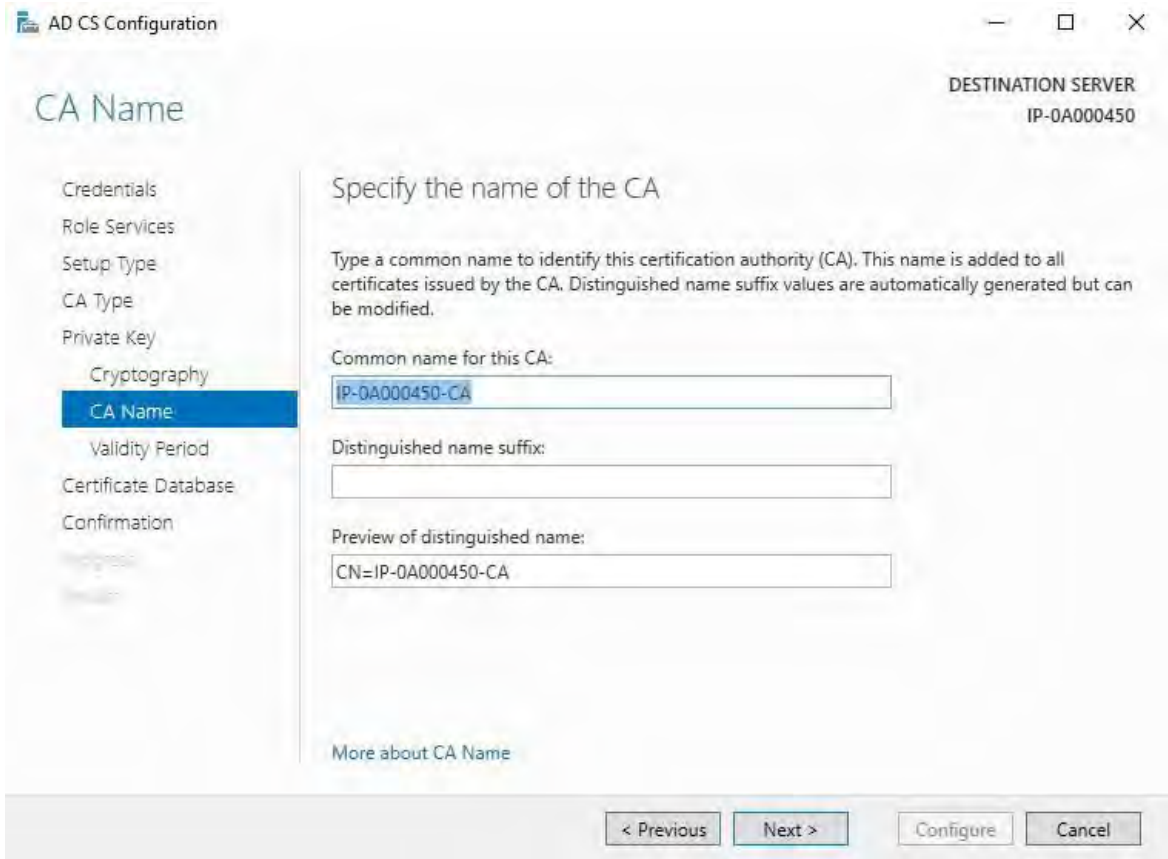 AD CS Configuration
CA Name
DESTINATION SERVER
IP-0A000450
Credentials
Role Services
Setup Type
CA Type
Private Key
Cryptography
CA Name
Validity Period
Certificate Database
Confirmation
Specify the name of the CA
Type a common name to identify this certification authority (CA). This name is added to all
certificates issued by the CA. Distinguished name suffix values are automatically generated but can
be modified.
Common name for this CA:
IP-0A000450-CA
Distinguished name suffix:
Preview of distinguished name:
CN=IP-0A000450-CA
More about CA Name
< Previous
Next >
Configure
Cancel